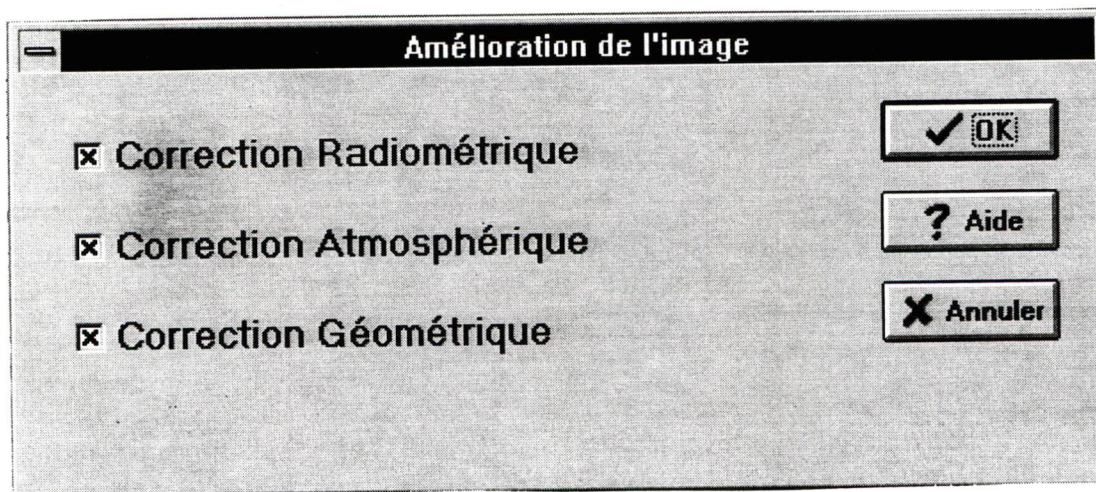 Amélioration de l'image
Correction Radiométrique
Correction Atmosphérique
Correction Géométrique
OK
? Aide
Annuler